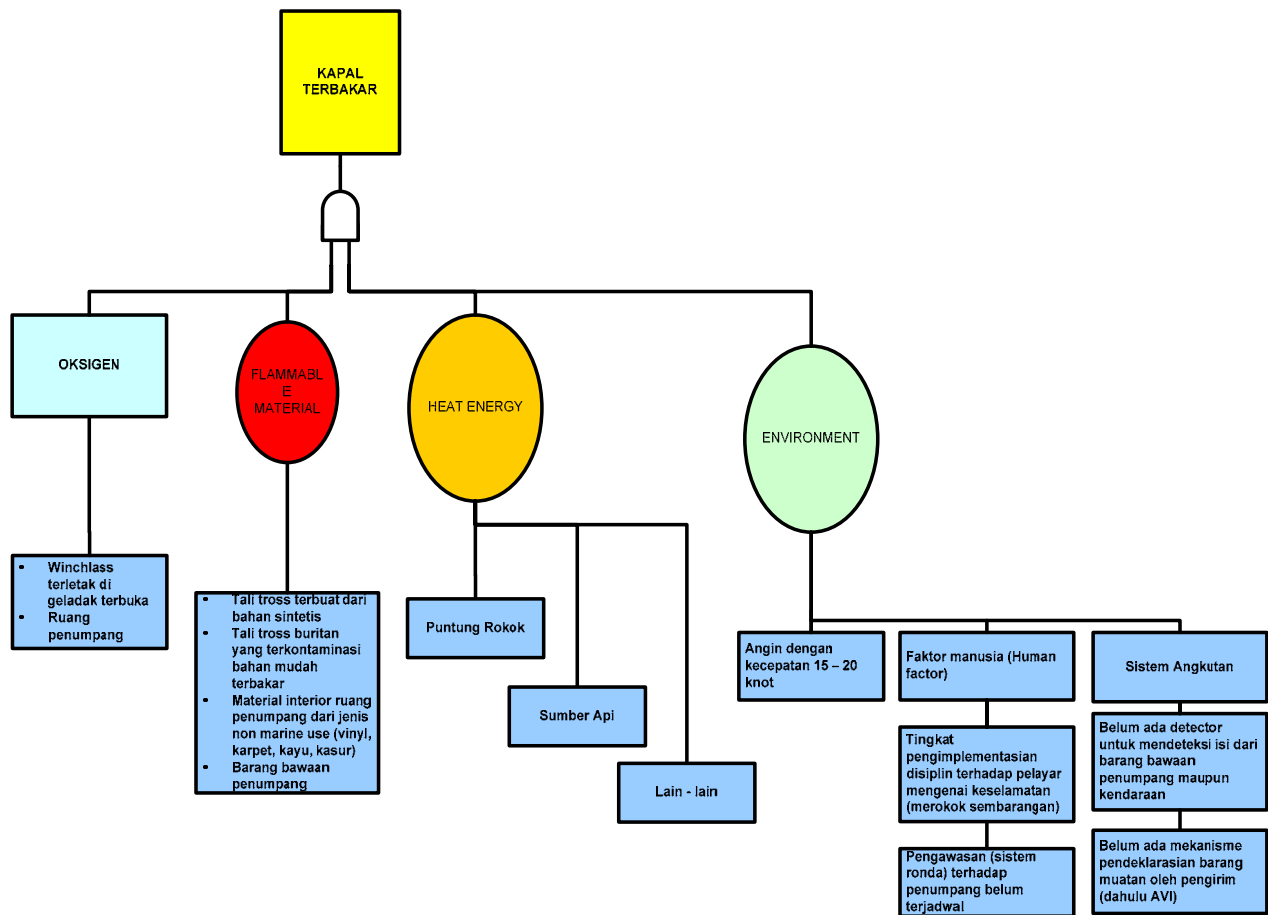 KAPAL
TERBAKAR
OKSIGEN
FLAMMABL
E
MATERIAL
HEAT ENERGY
ENVIRONMENT
• Winchlass
terletak di
geladak terbuka
• Ruang
penumpang
• Tali tross terbuat dari
bahan sintetis
• Tali tross buritan
yang terkontaminasi
bahan mudah
terbakar
• Material interior ruang
penumpang dari jenis
non marine use (vinyl,
karpet, kayu, kasur)
• Barang bawaan
penumpang
Puntung Rokok
Sumber Api
Lain - lain
Angin dengan
kecepatan 15 – 20
knot
Faktor manusia (Human
factor)
Tingkat
pengimplementasian
disiplin terhadap pelayar
mengenai keselamatan
(merokok sembarangan)
Pengawasan (sistem
ronda) terhadap
penumpang belum
terjadwal
Sistem Angkutan
Belum ada detector
untuk mendeteksi isi dari
barang bawaan
penumpang maupun
kendaraan
Belum ada mekanisme
pendeklarasian barang
muatan oleh pengirim
(dahulu AVI)